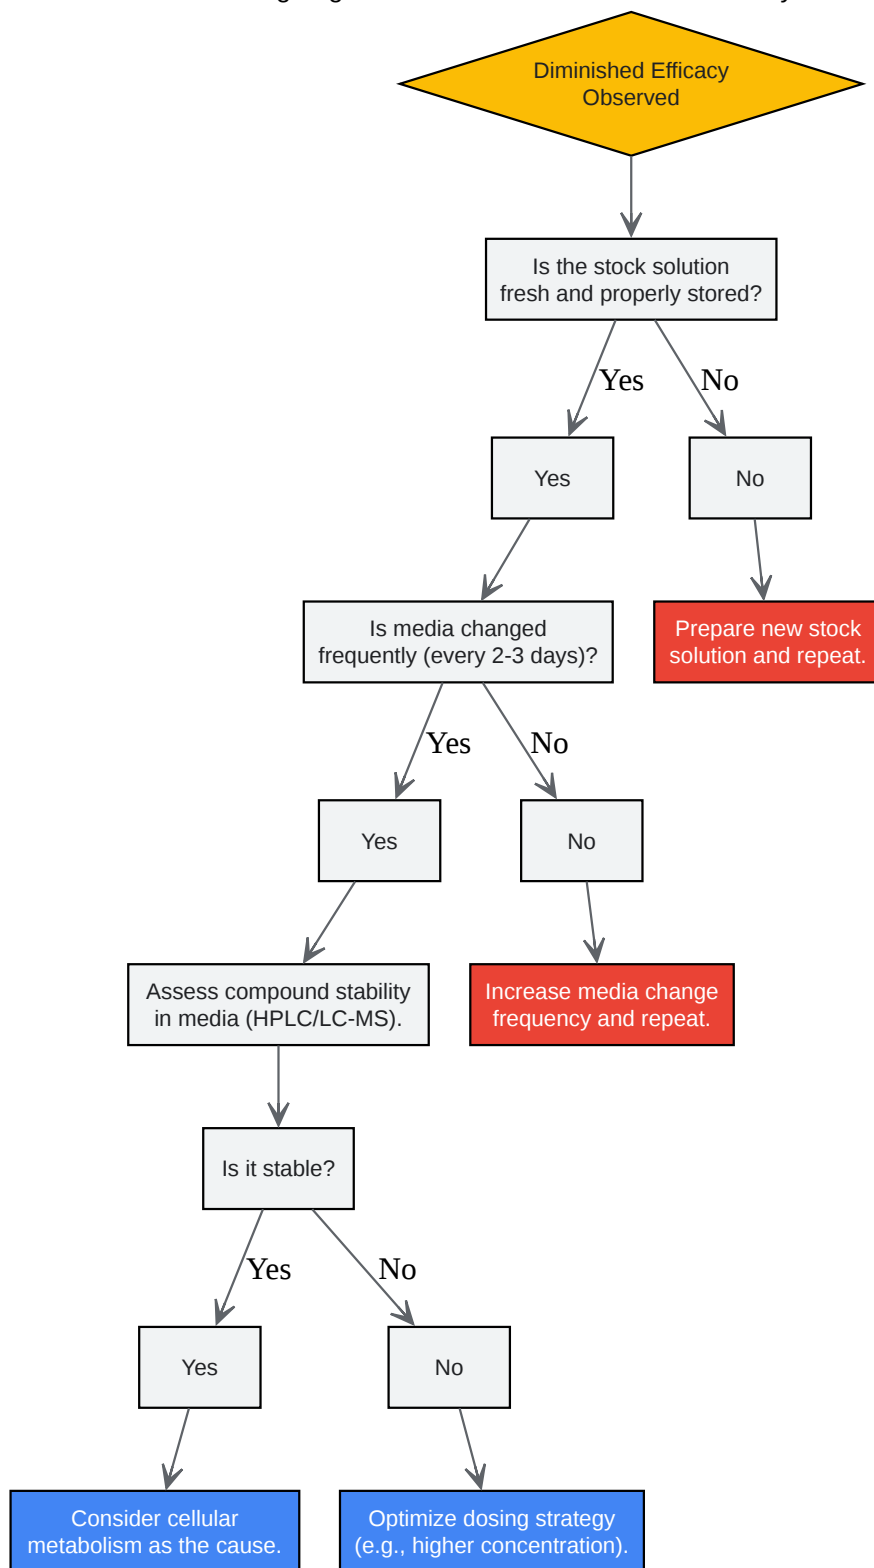 Diminished Efficacy
Observed
Is the stock solution
fresh and properly stored?
Yes
No
Yes
No
Is media changed
frequently (every 2-3 days)?
Prepare new stock
solution and repeat.
Yes
No
Yes
No
Assess compound stability
in media (HPLC/LC-MS).
Increase media change
frequency and repeat.
Is it stable?
Yes
No
Yes
No
Consider cellular
metabolism as the cause.
Optimize dosing strategy
(e.g., higher concentration).